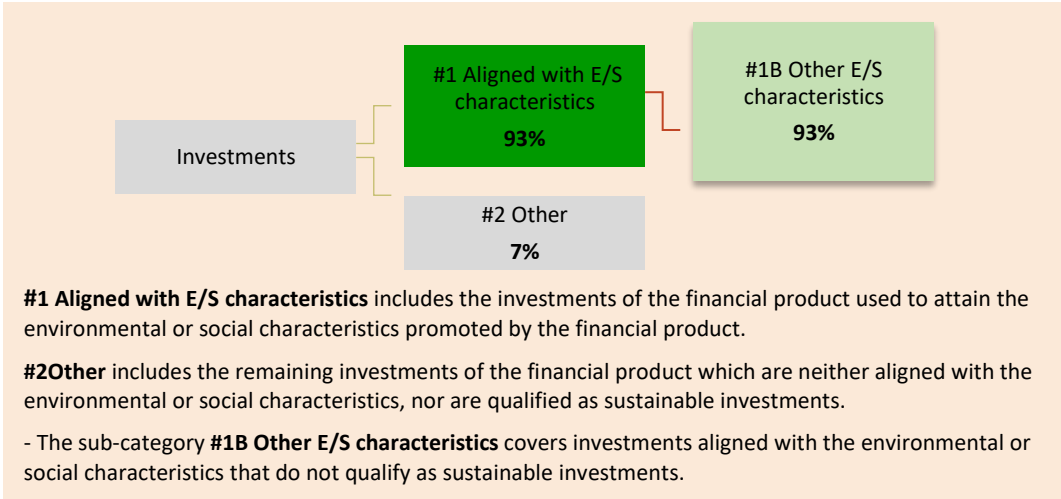 #1 Aligned with E/S
characteristics
93%
#1B Other E/S
characteristics
93%
Investments
#2 Other
7%
#1 Aligned with E/S characteristics includes the investments of the financial product used to attain the
environmental or social characteristics promoted by the financial product.
#2Other includes the remaining investments of the financial product which are neither aligned with the
environmental or social characteristics, nor are qualified as sustainable investments.
- The sub-category #1B Other E/S characteristics covers investments aligned with the environmental or
social characteristics that do not qualify as sustainable investments.